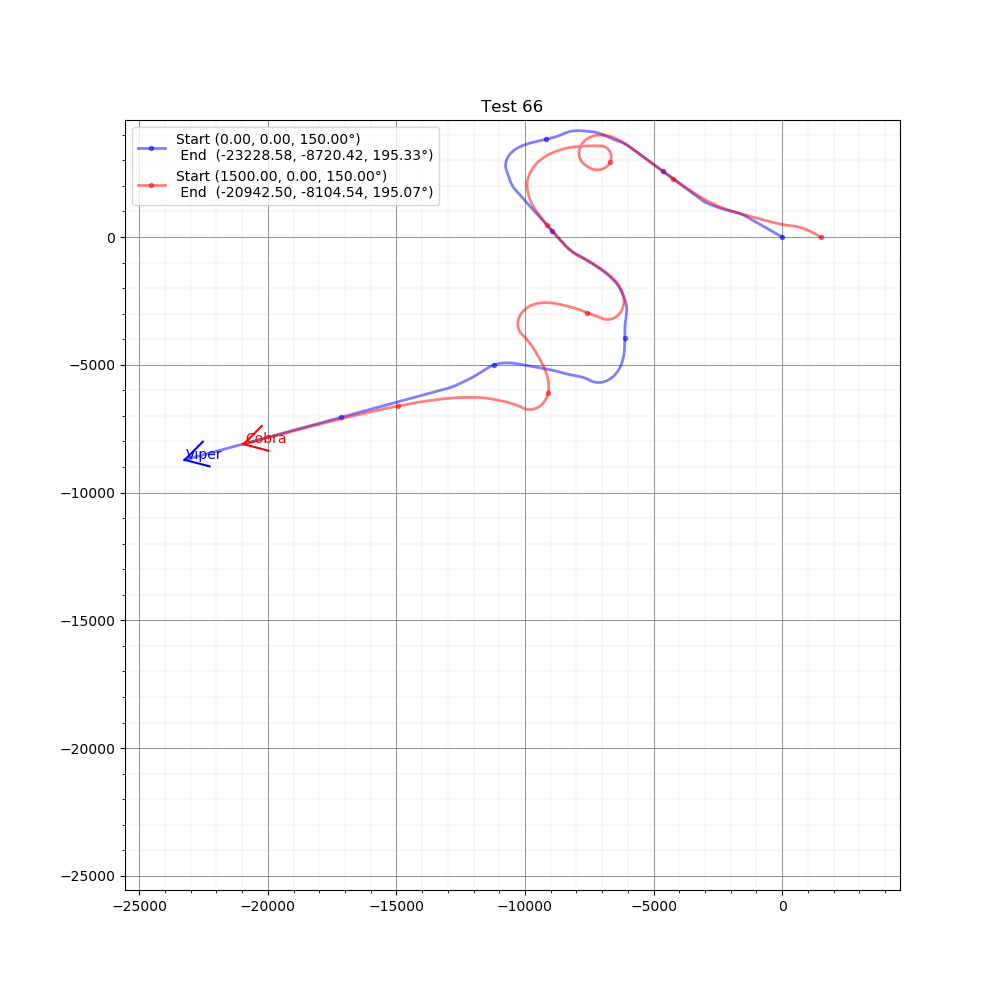 Test 66
Start (0.00, 0.00, 150.00°)
End (-23228.58, -8720.42, 195.33°)
Start (1500.00, 0.00, 150.00°)
End (-20942.50, -8104.54, 195.07°)
0
−5000
−10000
−15000
−20000
−25000
Cobra
Viper
−25000 −20000 −15000 −10000 −5000 0